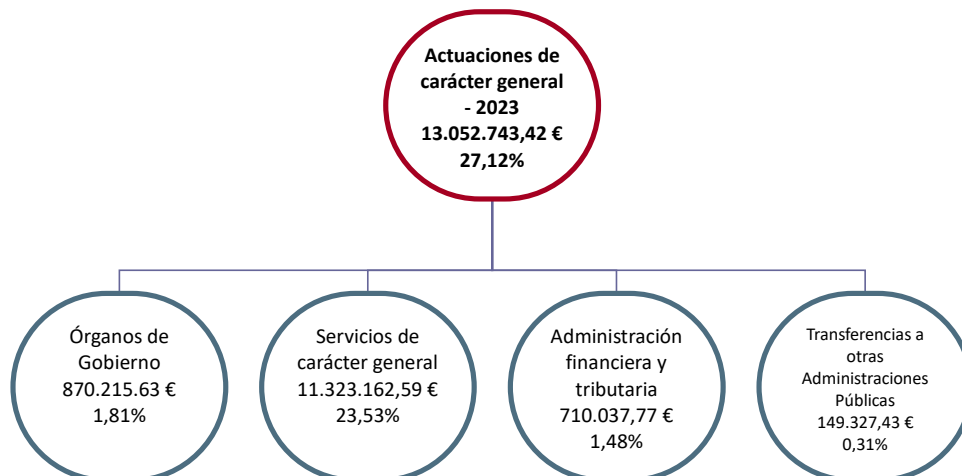 Actuaciones de
carácter general
- 2023
13.052.743,42 €
27,12%
Órganos de
Gobierno
870.215.63 €
1,81%
Servicios de
carácter general
11.323.162,59 €
23,53%
Administración
financiera y
tributaria
710.037,77 €
1,48%
Transferencias a
otras
Administraciones
Públicas
149.327,43 €
0,31%